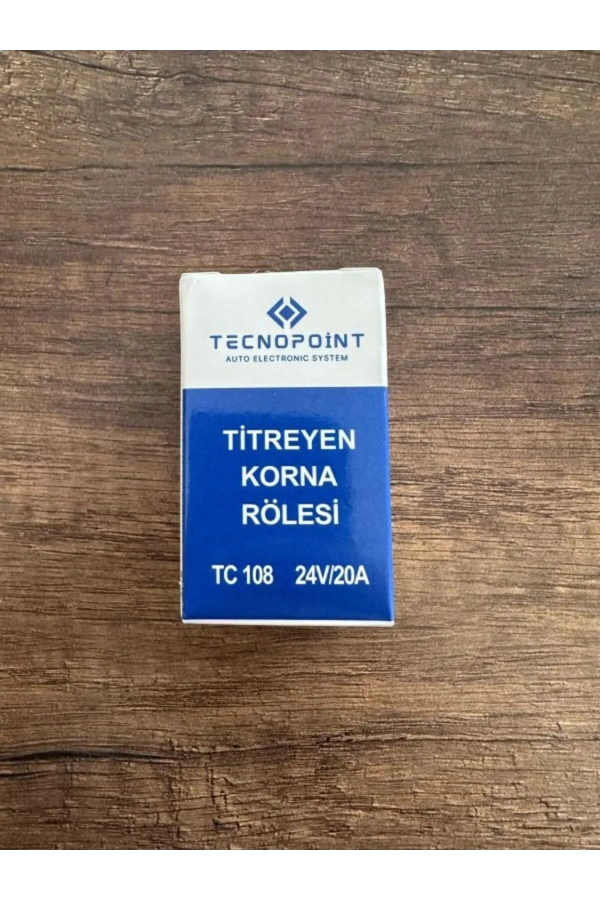 TECNOPOİNT
AUTO ELECTRONIC SYSTEM
TİTREYEN
KORNA
RÖLESİ
TC 108 24V/20A